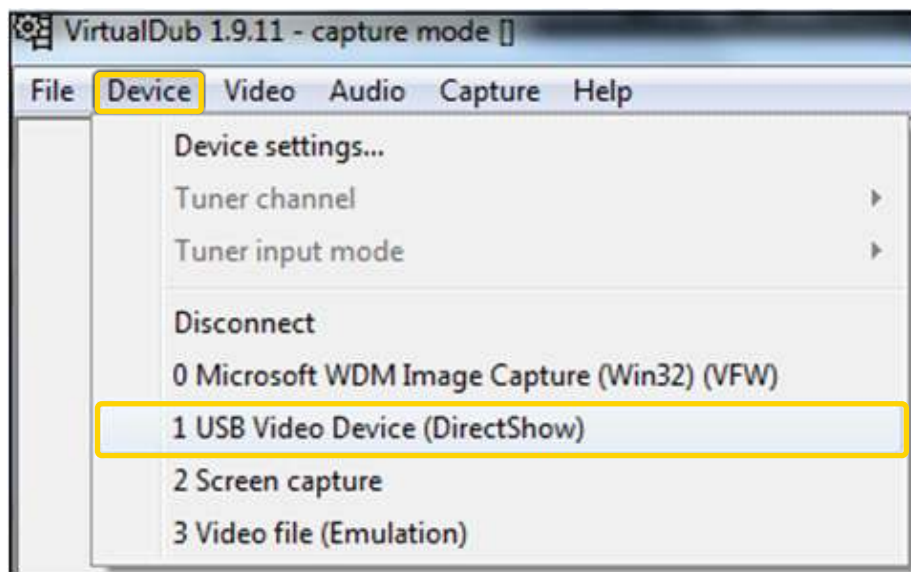 VirtualDub 1.9.11 - capture mode []
File Device Video Audio Capture Help
Device settings...
Tuner channel
Tuner input mode
Disconnect
0 Microsoft WDM Image Capture (Win32) (VFW)
1 USB Video Device (DirectShow)
2 Screen capture
3 Video file (Emulation)